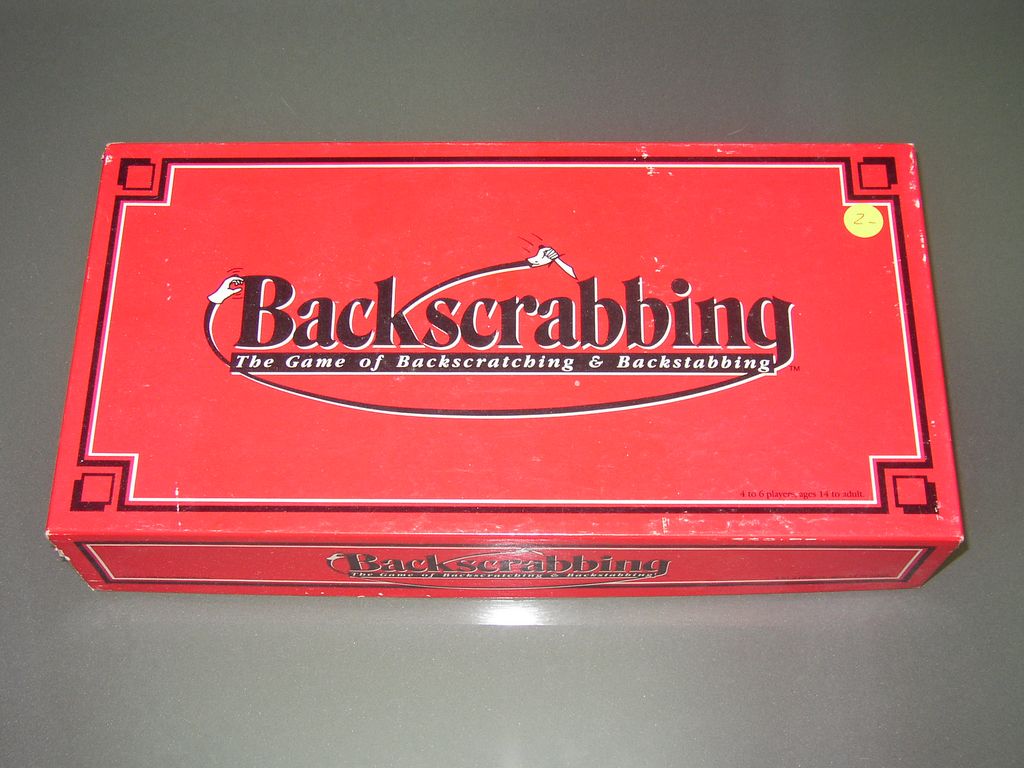 2-
Backscrabbing
The Game of Backscratching & Backstabbing!
TM
4 to 6 players, ages 14 to adult.
Backscrabbing
The Game of Backscratching & Backstabbing!